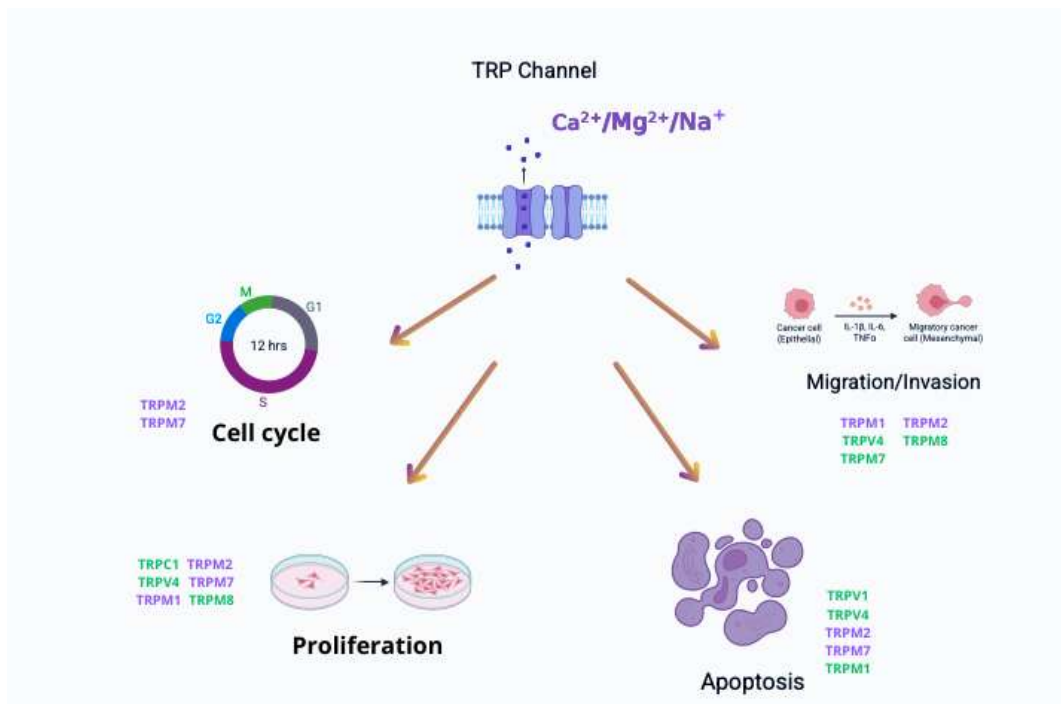 TRP Channel
Ca²⁺/Mg²⁺/Na⁺
M
G1
G2
12 hrs
S
TRPM2
TRPM7
Cell cycle
Cancer cell
(Epithelial)
IL-1β, IL-6,
TNFα
Migratory cancer
cell (Mesenchymal)
Migration/Invasion
TRPM1 TRPM2
TRPV4 TRPM8
TRPM7
TRPC1 TRPM2
TRPV4 TRPM7
TRPM1 TRPM8
Proliferation
TRPV1
TRPV4
TRPM2
TRPM7
TRPM1
Apoptosis